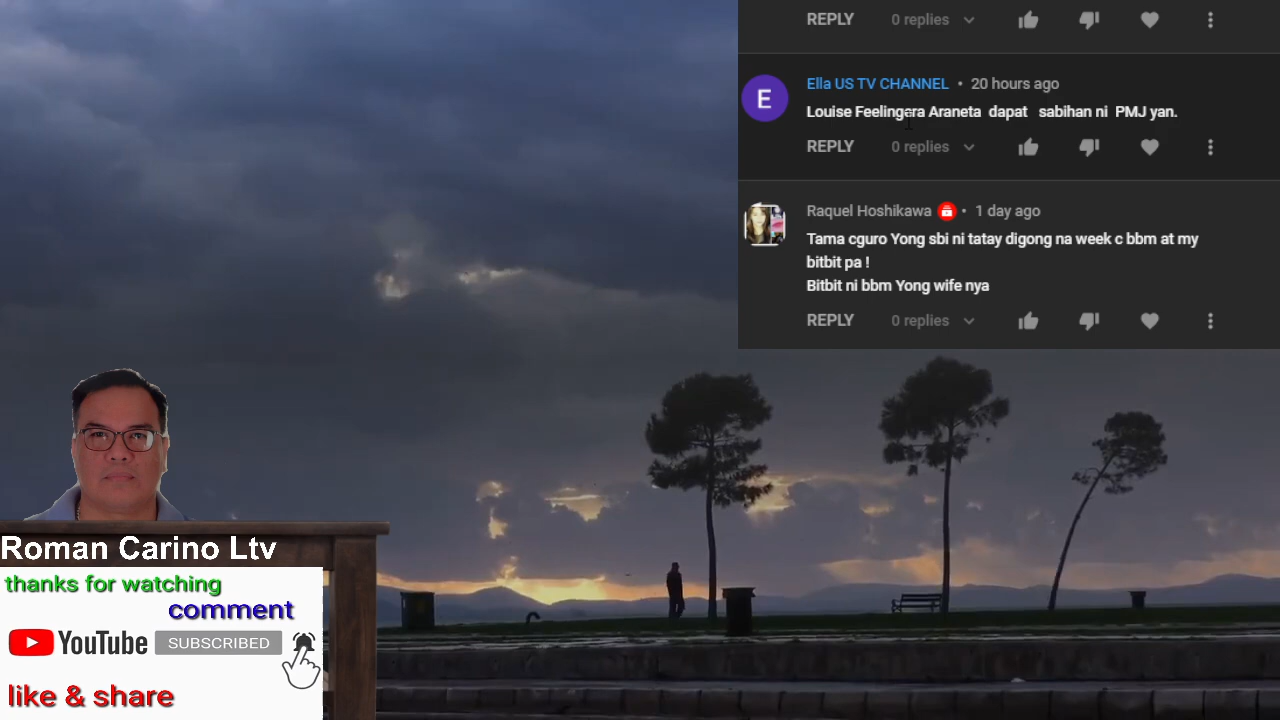 REPLY 0 replies
Ella US TV CHANNEL • 20 hours ago
E
Louise Feelingera Araneta dapat sabihan ni PMJ yan.
REPLY 0 replies
Raquel Hoshikawa • 1 day ago
Tama cguro Yong sbi ni tatay digong na week c bbm at my
bitbit pa !
Bitbit ni bbm Yong wife nya
REPLY 0 replies
Roman Carino Ltv
thanks for watching
comment
YouTube SUBSCRIBED
like & share